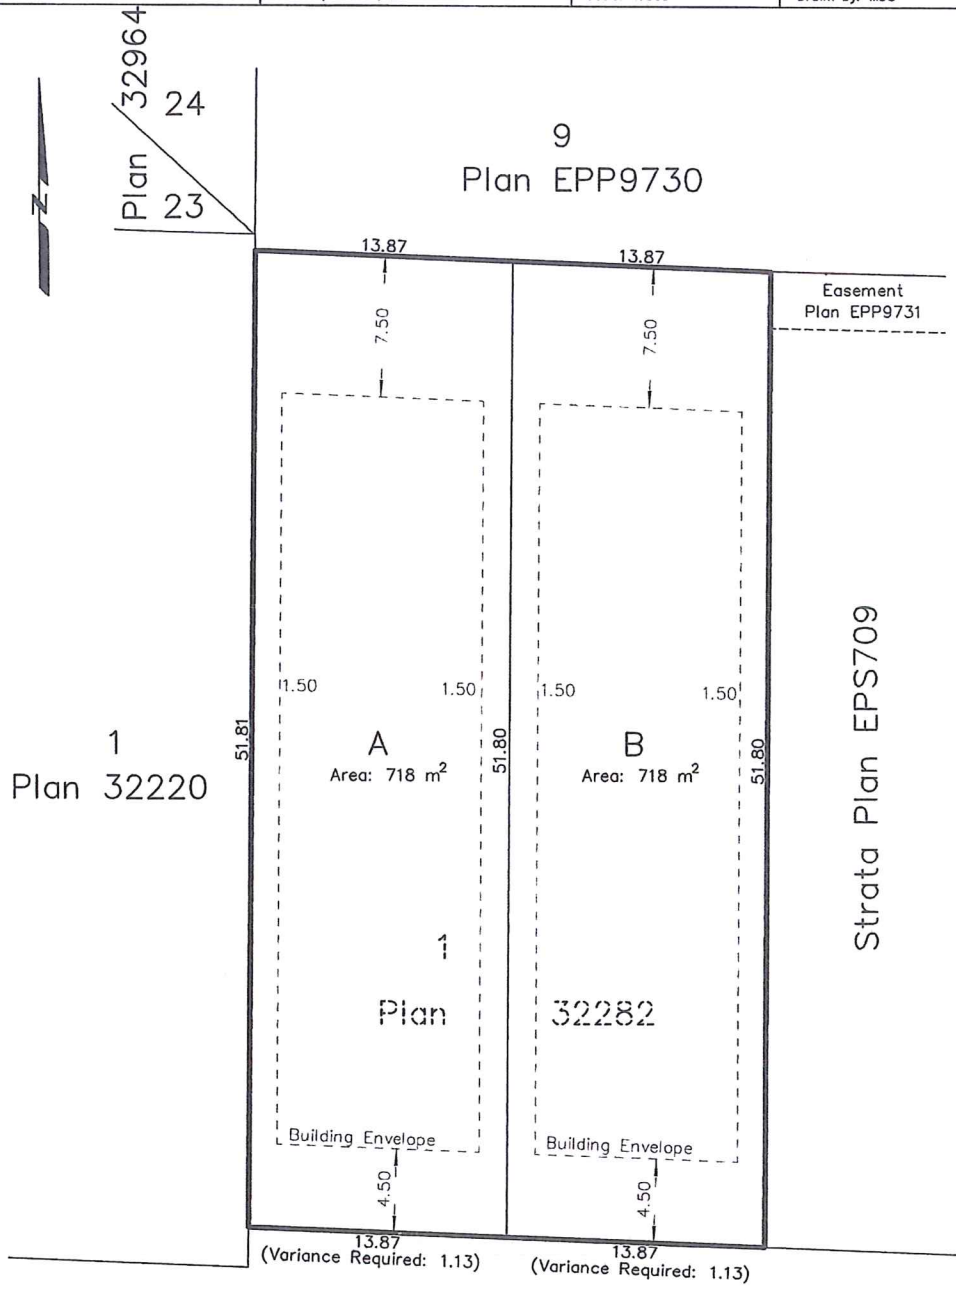 Plan 32964
24
23
N
9
Plan EPP9730
13.87
13.87
Easement
Plan EPP9731
7.50
7.50
1.50
1.50
1.50
1.50
51.81
51.80
51.80
1
Plan 32220
A
Area: 718 m²
B
Area: 718 m²
Strata Plan EPS709
1
Plan 32282
Building Envelope
Building Envelope
4.50
4.50
13.87
(Variance Required: 1.13)
13.87
(Variance Required: 1.13)